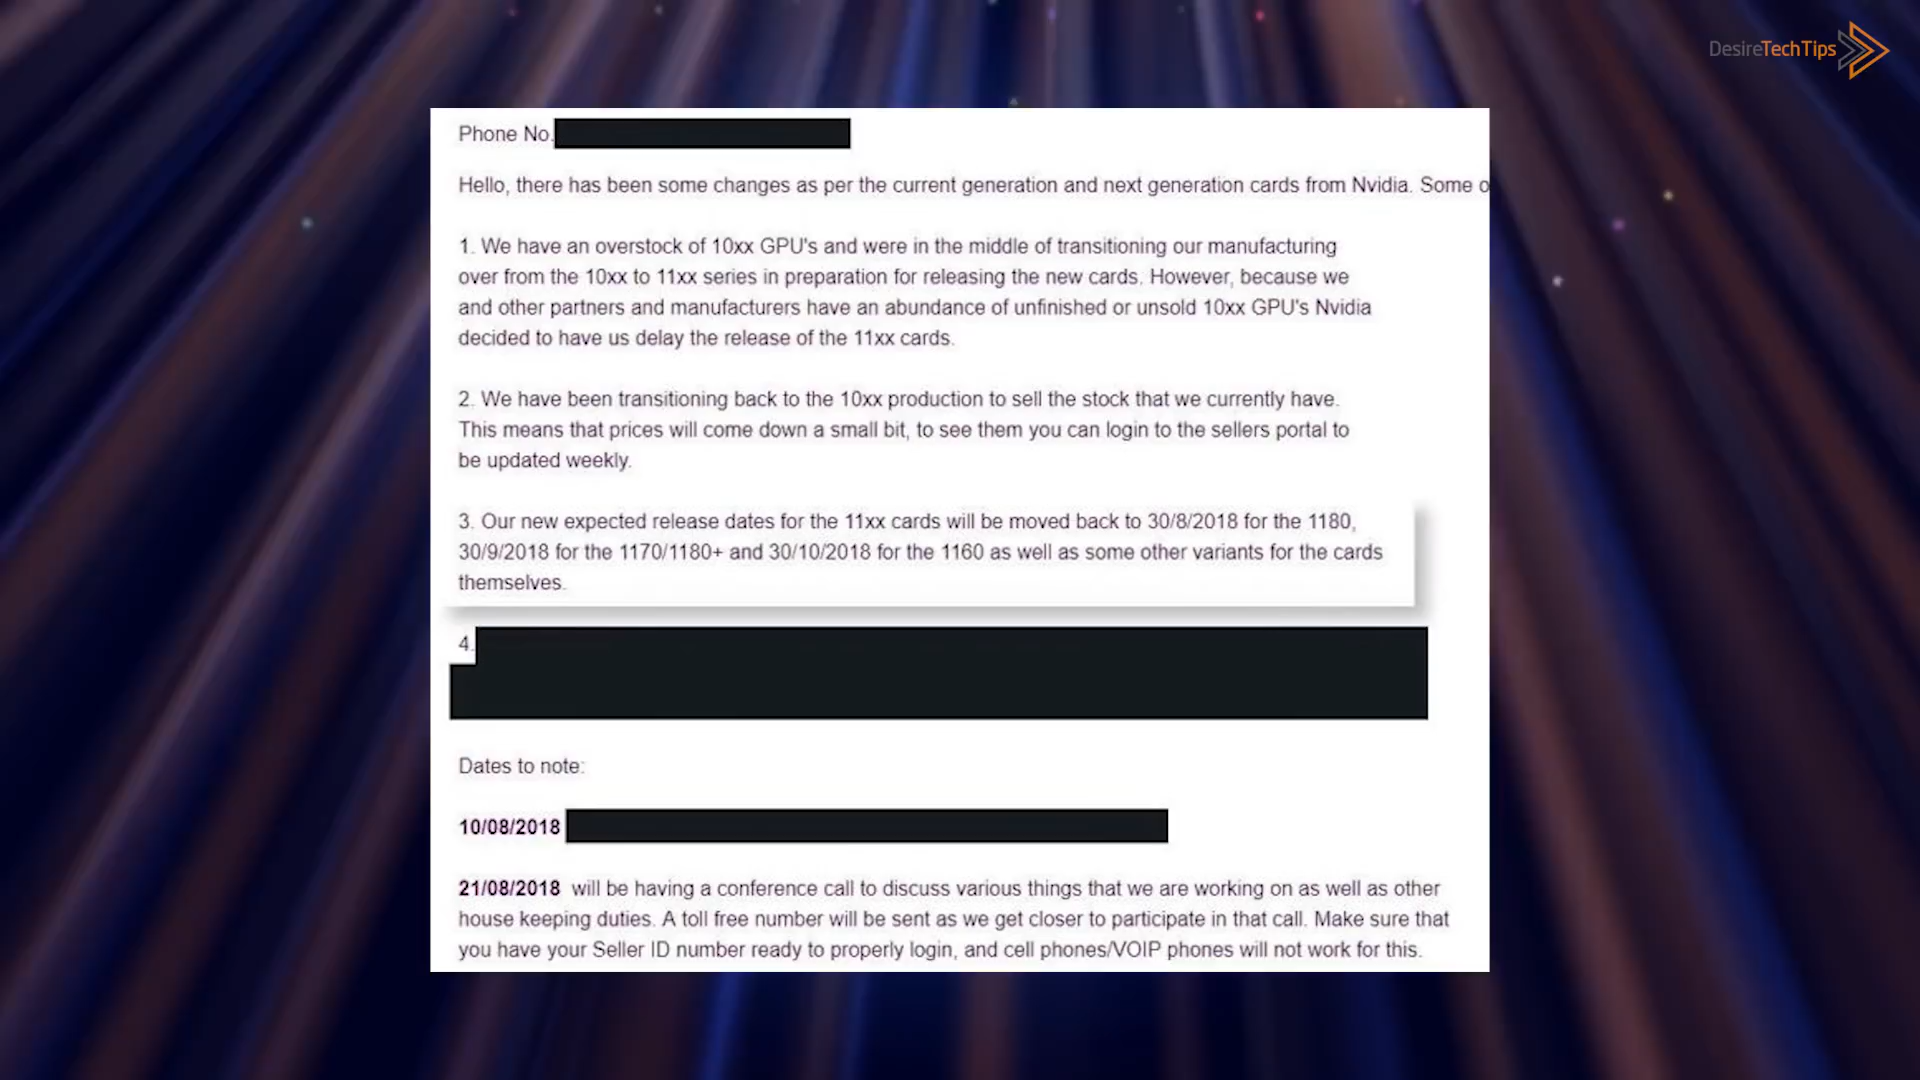 DesireTechTips
Phone No.
Hello, there has been some changes as per the current generation and next generation cards from Nvidia. Some o
1. We have an overstock of 10xx GPU's and were in the middle of transitioning our manufacturing
over from the 10xx to 11xx series in preparation for releasing the new cards. However, because we
and other partners and manufacturers have an abundance of unfinished or unsold 10xx GPU's Nvidia
decided to have us delay the release of the 11xx cards.
2. We have been transitioning back to the 10xx production to sell the stock that we currently have.
This means that prices will come down a small bit, to see them you can login to the sellers portal to
be updated weekly.
3. Our new expected release dates for the 11xx cards will be moved back to 30/8/2018 for the 1180,
30/9/2018 for the 1170/1180+ and 30/10/2018 for the 1160 as well as some other variants for the cards
themselves.
4.
Dates to note:
10/08/2018
21/08/2018 will be having a conference call to discuss various things that we are working on as well as other
house keeping duties. A toll free number will be sent as we get closer to participate in that call. Make sure that
you have your Seller ID number ready to properly login, and cell phones/VOIP phones will not work for this.